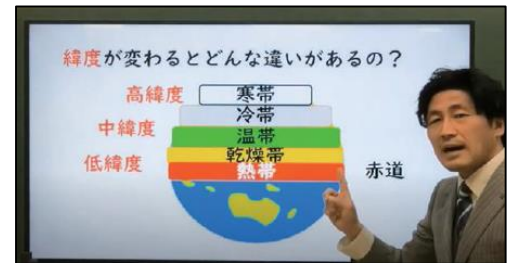 緯度が変わるとどんな違いがあるの？
高緯度 寒帯
冷帯
中緯度
温帯
低緯度 乾燥帯
熱帯 赤道